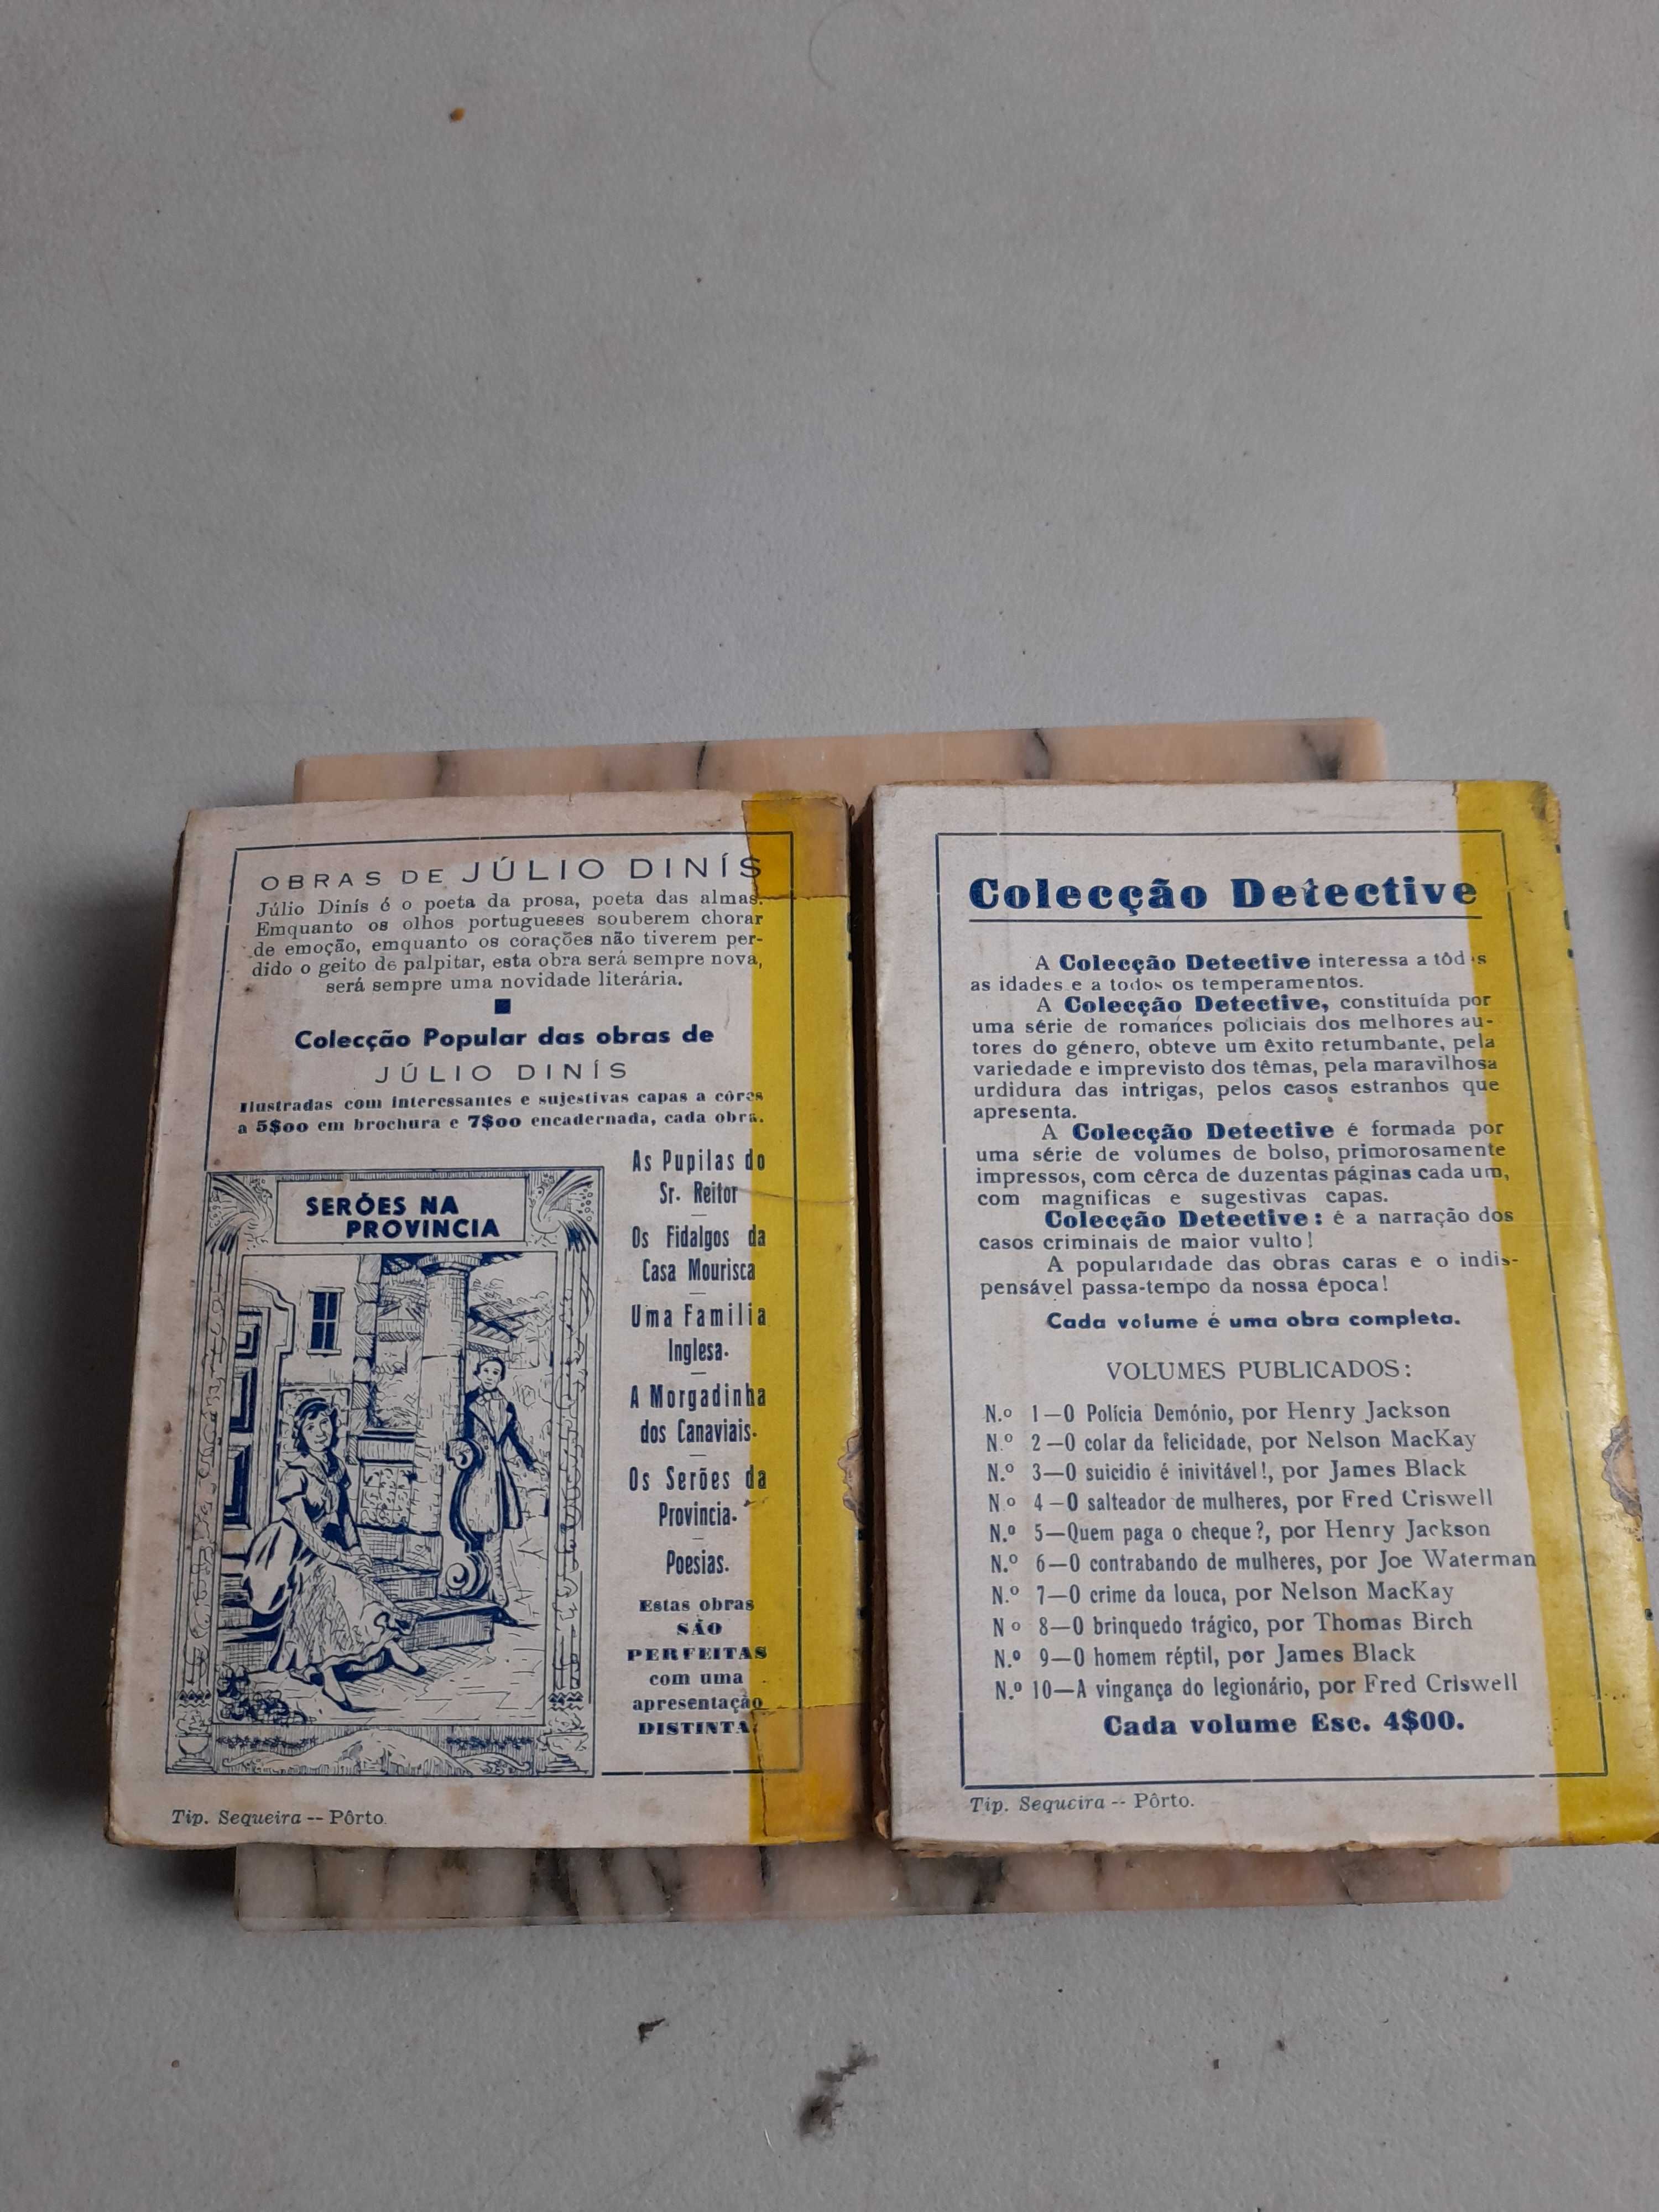 OBRAS DE JÚLIO DINÍS
Júlio Dinís é o poeta da prosa, poeta das almas.
Emquanto os olhos portugueses souberem chorar
de emoção, emquanto os corações não tiverem per-
dido o geito de palpitar, esta obra será sempre nova,
será sempre uma novidade literária.
Colecção Popular das obras de
JÚLIO DINÍS
Ilustradas com interessantes e sujestivas capas a côres
a 5$00 em brochura e 7$00 encadernada, cada obra.
SERÕES NA
PROVINCIA
As Pupilas do
Sr. Reitor
Os Fidalgos da
Casa Mourisca
Uma Familia
Inglesa.
A Morgadinha
dos Canaviais.
Os Serões da
Provincia.
Poesias.
Estas obras
SÃO
PERFEITAS
com uma
apresentação
DISTINTA.
Tip. Sequeira -- Pôrto.
Colecção Detective
A Colecção Detective interessa a tôdas
as idades e a todos os temperamentos.
A Colecção Detective, constituída por
uma série de romances policiais dos melhores au-
tores do género, obteve um êxito retumbante, pela
variedade e imprevisto dos têmas, pela maravilhosa
urdidura das intrigas, pelos casos estranhos que
apresenta.
A Colecção Detective é formada por
uma série de volumes de bolso, primorosamente
impressos, com cêrca de duzentas páginas cada um,
com magnificas e sugestivas capas.
Colecção Detective: é a narração dos
casos criminais de maior vulto!
A popularidade das obras caras e o indis-
pensável passa-tempo da nossa época!
Cada volume é uma obra completa.
VOLUMES PUBLICADOS:
N.º 1—O Polícia Demónio, por Henry Jackson
N.º 2—O colar da felicidade, por Nelson MacKay
N.º 3—O suicidio é inivitável!, por James Black
N.º 4—O salteador de mulheres, por Fred Criswell
N.º 5—Quem paga o cheque?, por Henry Jackson
N.º 6—O contrabando de mulheres, por Joe Waterman
N.º 7—O crime da louca, por Nelson MacKay
N.º 8—O brinquedo trágico, por Thomas Birch
N.º 9—O homem réptil, por James Black
N.º 10—A vingança do legionário, por Fred Criswell
Cada volume Esc. 4$00.
Tip. Sequeira -- Pôrto.